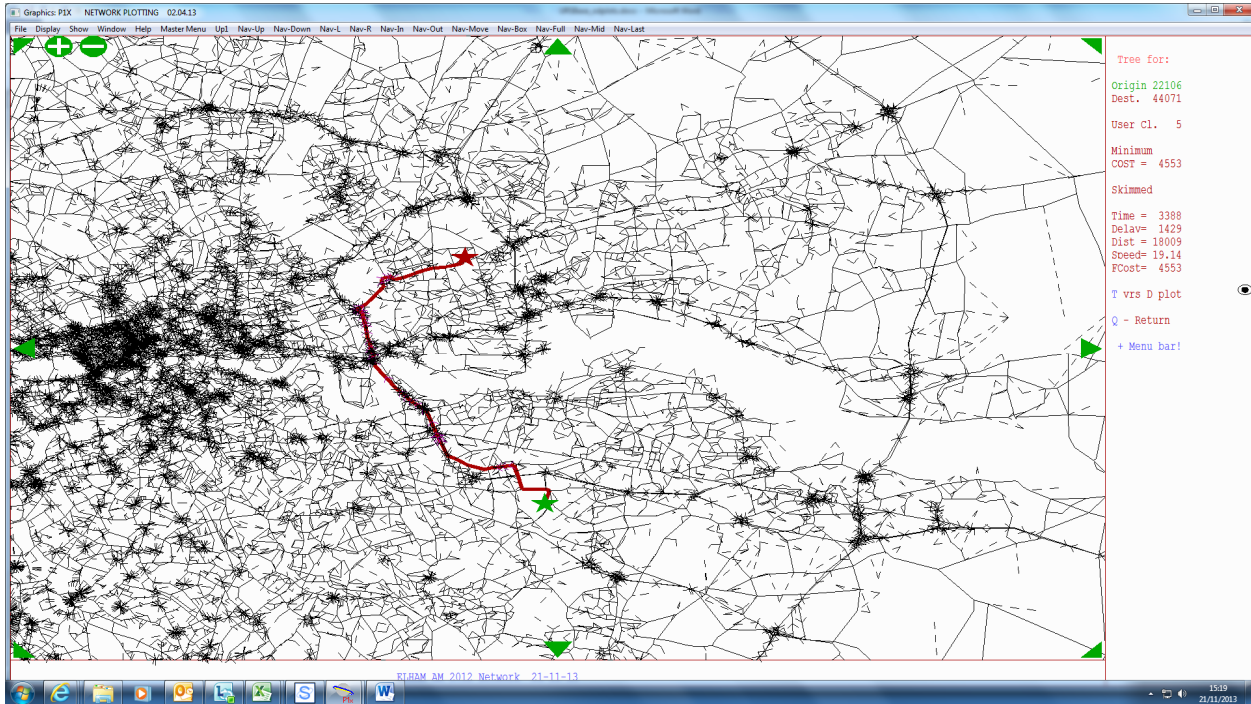 Graphics: P1X NETWORK PLOTTING 02.04.13
File Display Show Window Help Master Menu Up1 Nav-Up Nav-Down Nav-L Nav-R Nav-In Nav-Out Nav-Move Nav-Box Nav-Full Nav-Mid Nav-Last
Tree for:
Origin 22106
Dest. 44071
User Cl. 5
Minimum
COST = 4553
Skimmed
Time = 3388
Delay= 1429
Dist = 18009
Speed= 19.14
FCost= 4553
T vrs D plot
Q - Return
+ Menu bar!
ELHAM AM 2012 Network 21-11-13
15:19
21/11/2013